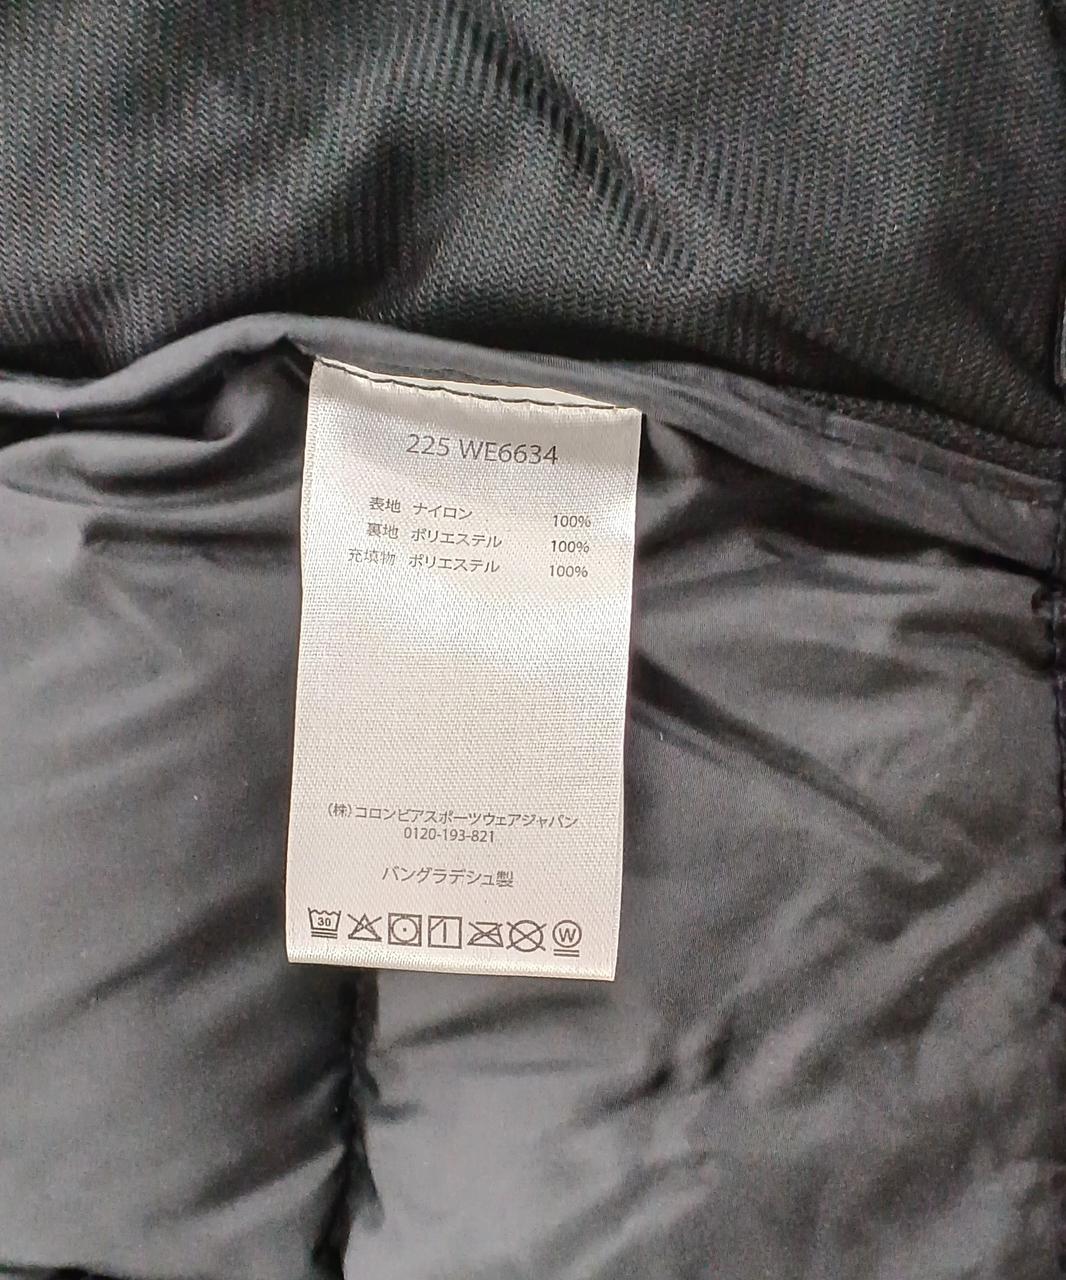 225 WE6634
表地 ナイロン 100%
裏地 ポリエステル 100%
充填物 ポリエステル 100%
(株)コロンビアスポーツウェアジャパン
0120-193-821
バングラデシュ製
30 W